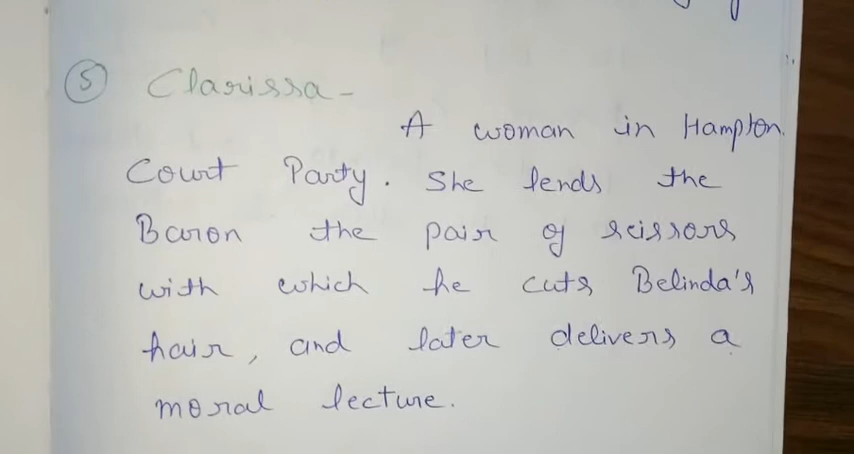 ⑤ Clarissa -
A woman in Hampton
Court Party. She lends the
Baron the pair of scissors
with which he cuts Belinda's
hair, and later delivers a
moral lecture.